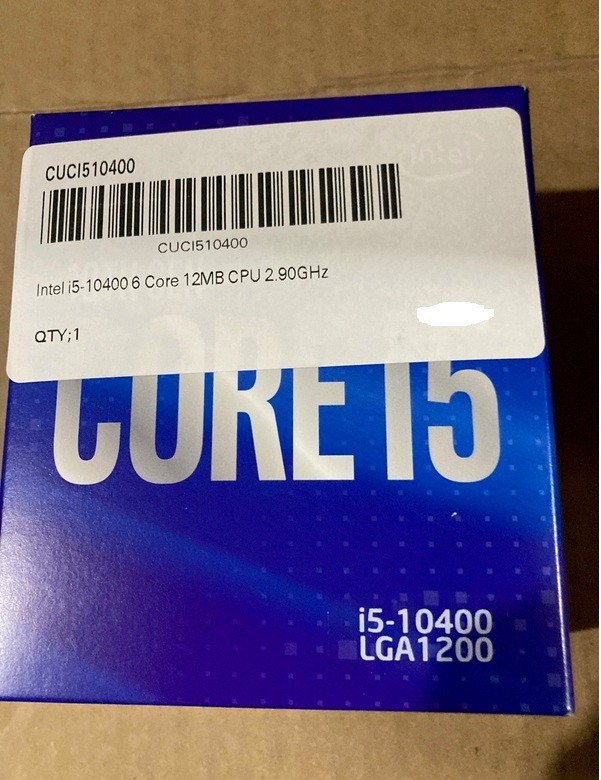 intel
CUCI510400
CUCI510400
Intel i5-10400 6 Core 12MB CPU 2.90GHz
QTY;1
CORE i5
i5-10400
LGA1200